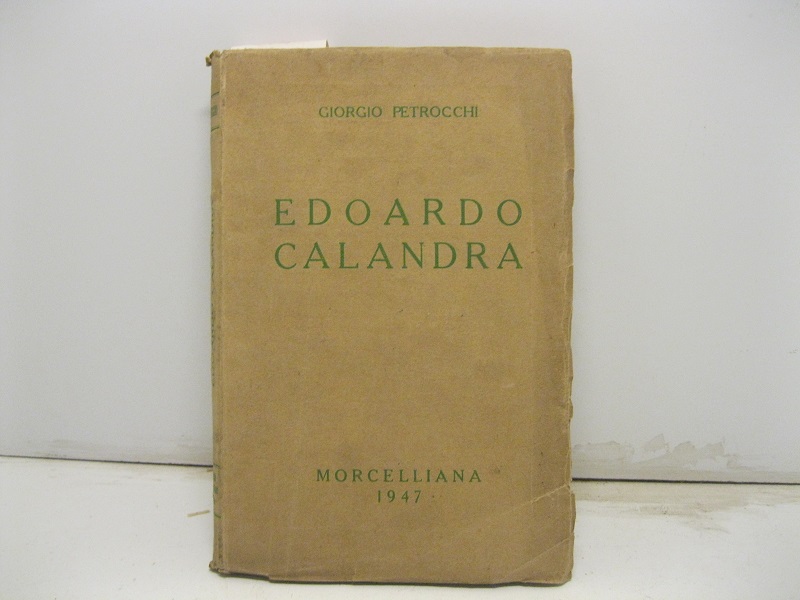 GIORGIO PETROCCHI
EDOARDO
CALANDRA
MORCELLIANA
1947